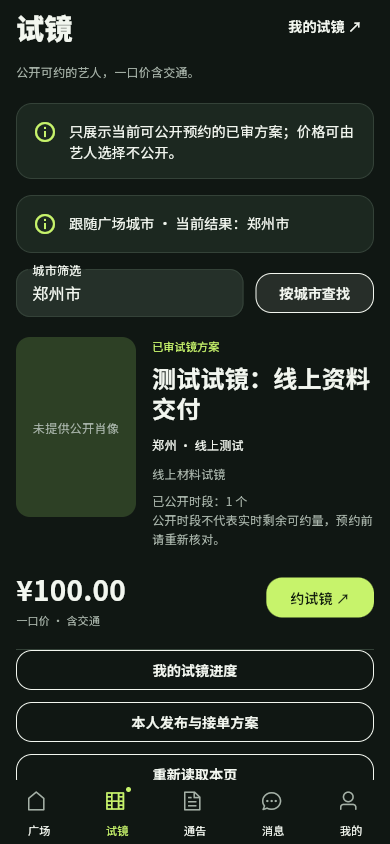 试镜
我的试镜 ↗
公开可约的艺人，一口价含交通。
只展示当前可公开预约的已审方案；价格可由
艺人选择不公开。
跟随广场城市 · 当前结果：郑州市
城市筛选
郑州市
按城市查找
未提供公开肖像
已审试镜方案
测试试镜：线上资料
交付
郑州 · 线上测试
线上材料试镜
已公开时段：1 个
公开时段不代表实时剩余可约量，预约前
请重新核对。
¥100.00
一口价 · 含交通
约试镜 ↗
我的试镜进度
本人发布与接单方案
重新读取本页
广场
试镜
通告
消息
我的